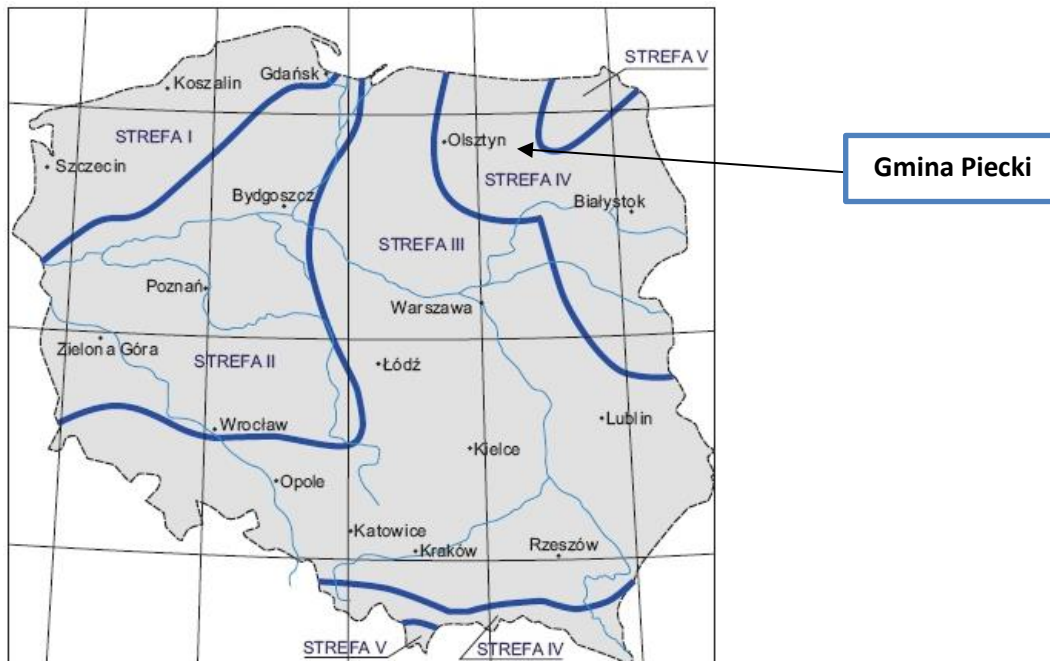 STREFA V
Gdańsk
Koszalin
STREFA I
Olsztyn
Szczecin
Gmina Piecki
STREFA IV
Bydgoszcz
Białystok
STREFA III
Poznań
Warszawa
Zielona Góra
STREFA II
Łódź
Lublin
Wrocław
Kielce
Opole
Katowice
Kraków
Rzeszów
STREFA V
STREFA IV